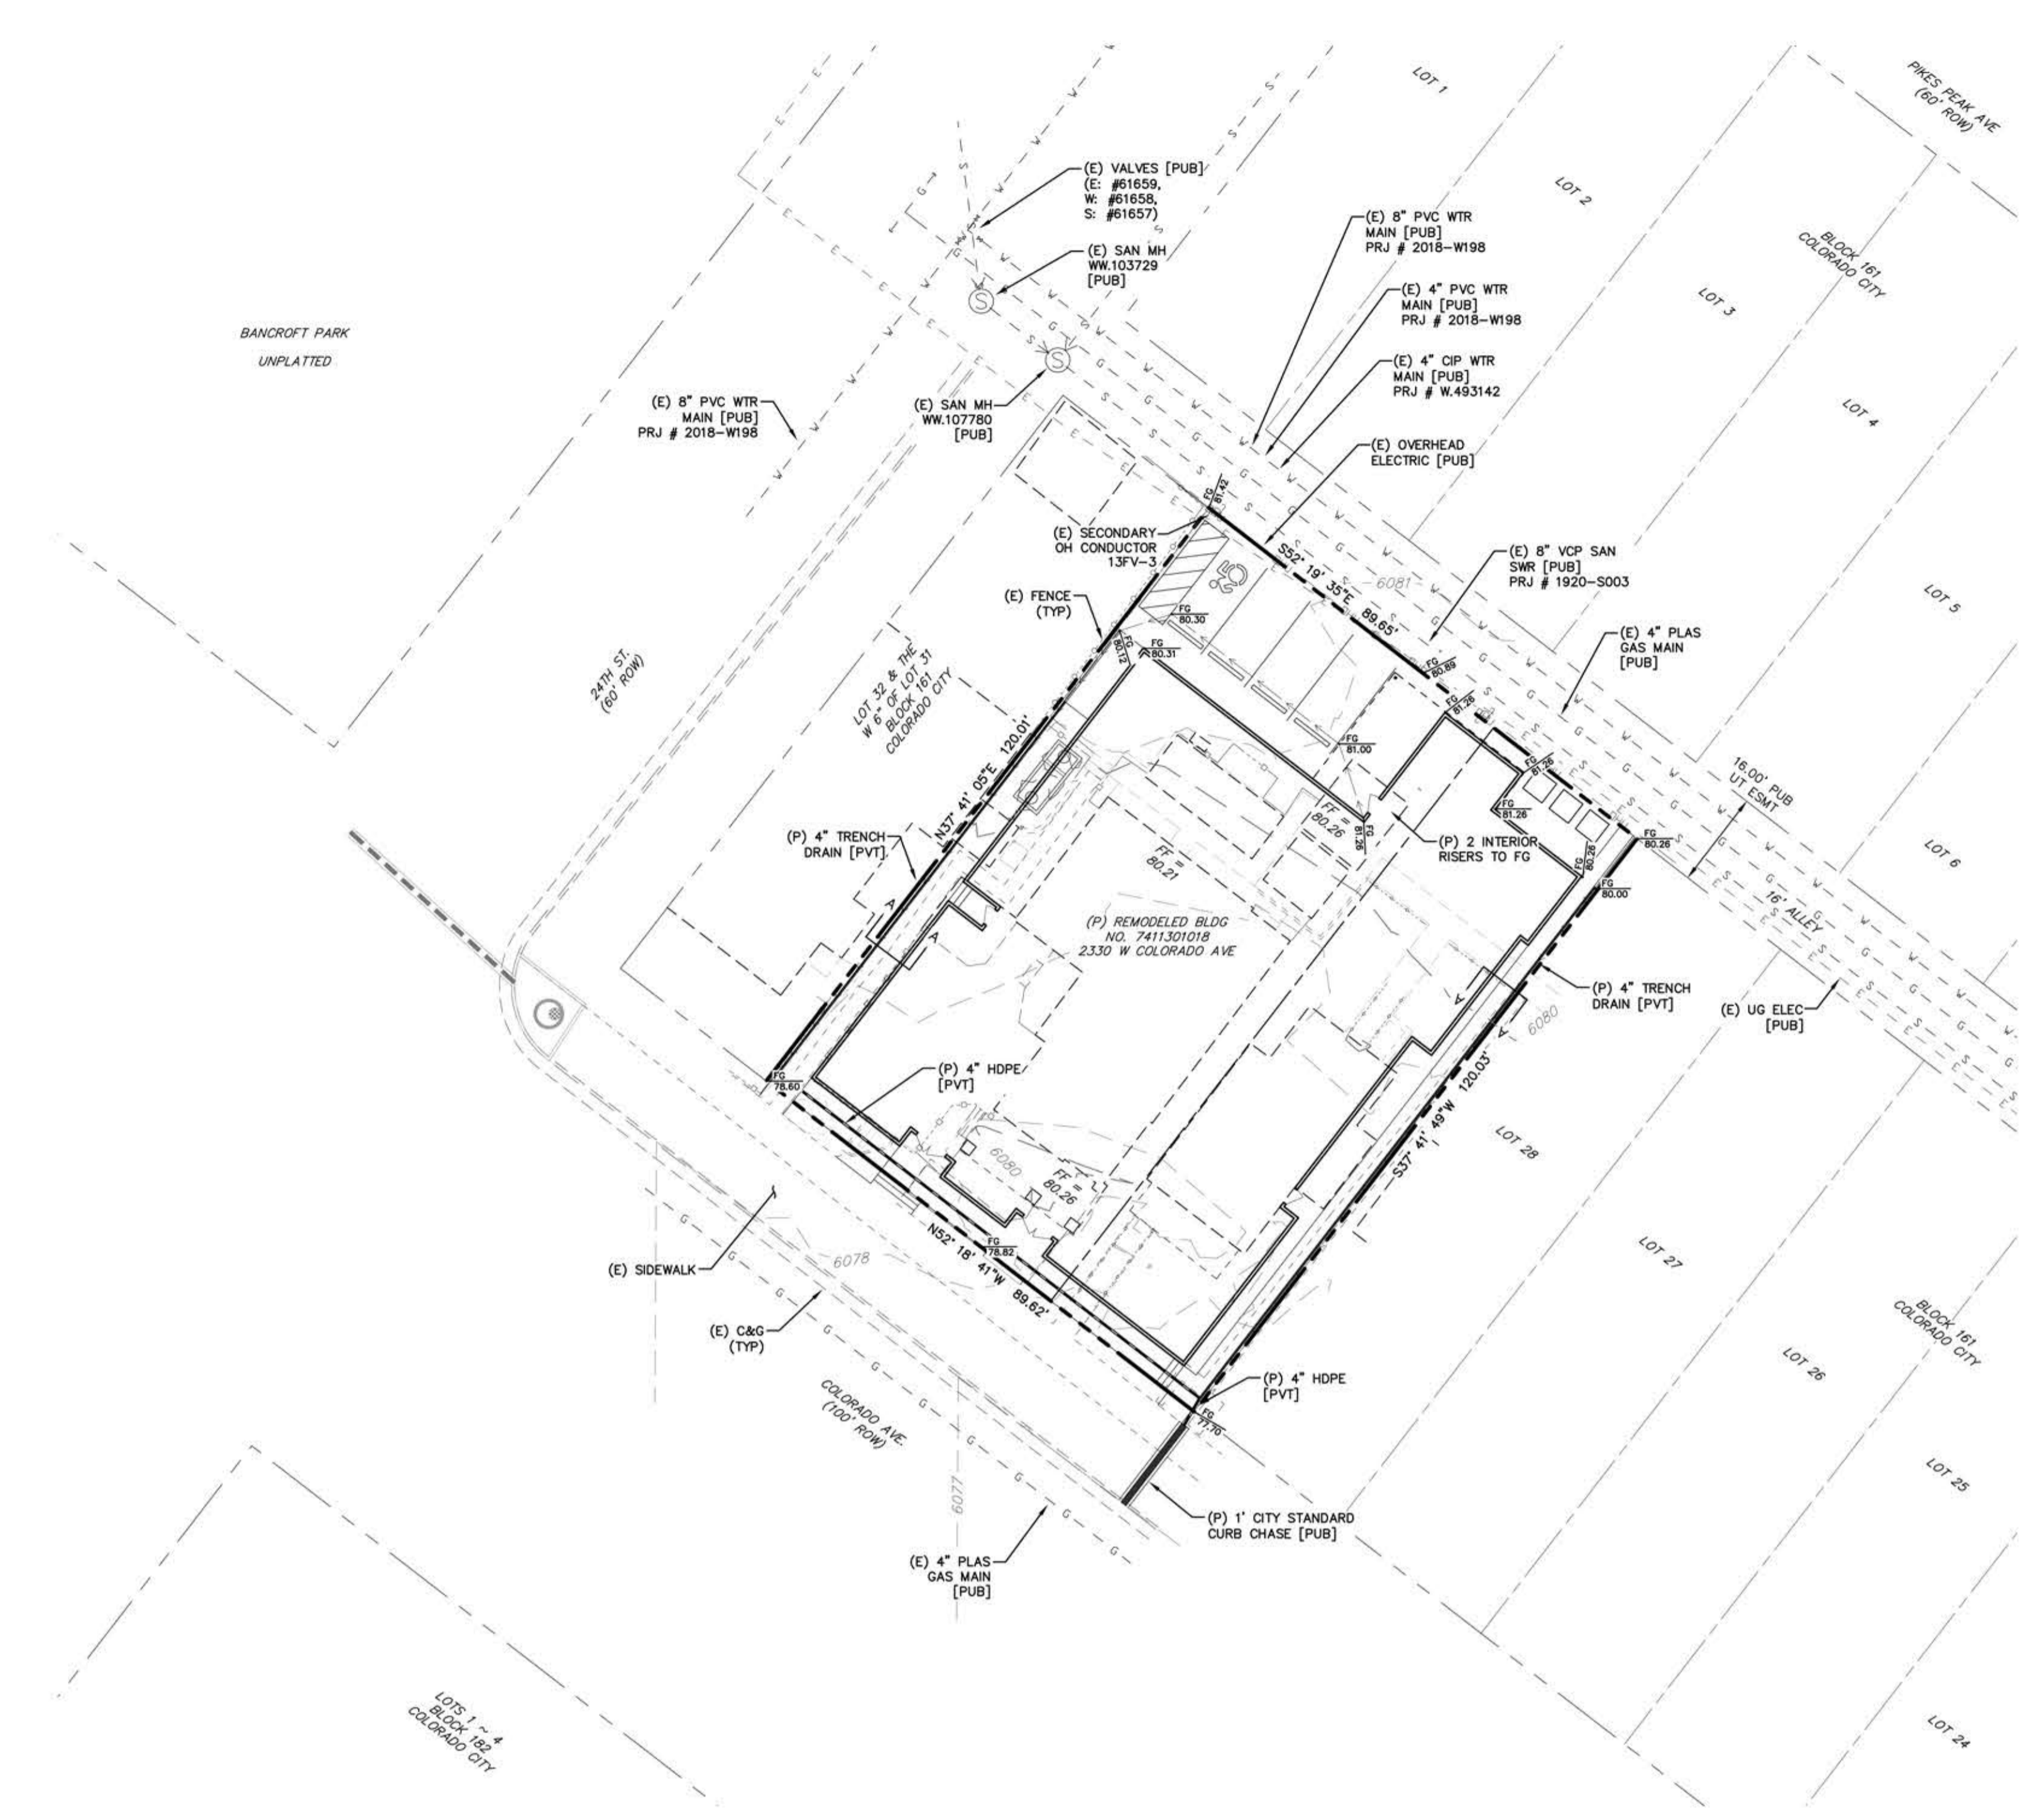 LOT 1
PIKES PEAK AVE
(60' ROW)
(E) VALVES [PUB]
(E: #61659,
W: #61658,
S: #61657)
LOT 2
(E) 8" PVC WTR
MAIN [PUB]
PRJ # 2018-W198
BLOCK 161
COLORADO CITY
(E) SAN MH
WW.103729
[PUB]
LOT 3
(E) 4" PVC WTR
MAIN [PUB]
PRJ # 2018-W198
BANCROFT PARK
UNPLATTED
(E) 4" CIP WTR
MAIN [PUB]
PRJ # W.493142
(E) 8" PVC WTR
MAIN [PUB]
PRJ # 2018-W198
(E) SAN MH
WW.107780
[PUB]
LOT 4
(E) OVERHEAD
ELECTRIC [PUB]
FG
81.42
(E) SECONDARY
OH CONDUCTOR
13FV-3
S52° 19' 35"E 89.65'
6081
(E) 8" VCP SAN
SWR [PUB]
PRJ # 1920-S003
LOT 5
(E) FENCE
(TYP)
FG
80.30
FG
80.12
FG
80.31
(E) 4" PLAS
GAS MAIN
[PUB]
24TH ST.
(60' ROW)
LOT 32 & THE
W 6" OF LOT 31
BLOCK 161
COLORADO CITY
FG
80.89
FG
81.26
FG
81.00
N37° 41' 05"E 120.01'
16.00' PUB
UT ESMT
FG
81.26
FG
81.26
FF =
80.26
FG
81.26
(P) 2 INTERIOR
RISERS TO FG
FG
80.26
FG
80.26
LOT 6
(P) 4" TRENCH
DRAIN [PVT]
FF =
80.21
FG
80.00
16' ALLEY
A
A
(P) REMODELED BLDG
NO. 7411301018
2330 W COLORADO AVE
(P) 4" TRENCH
DRAIN [PVT]
A
A
6080
(E) UG ELEC
[PUB]
S37° 41' 49"W 120.03'
FG
78.60
(P) 4" HDPE
[PVT]
LOT 28
6080
FF =
80.26
FG
78.82
N52° 18' 41"W 89.62'
6078
(E) SIDEWALK
LOT 27
(E) C&G
(TYP)
BLOCK 161
COLORADO CITY
LOT 26
COLORADO AVE.
(100' ROW)
(P) 4" HDPE
[PVT]
FG
77.70
6077
LOT 25
(P) 1' CITY STANDARD
CURB CHASE [PUB]
(E) 4" PLAS
GAS MAIN
[PUB]
LOTS 1 ~ 4
BLOCK 182
COLORADO CITY
LOT 24